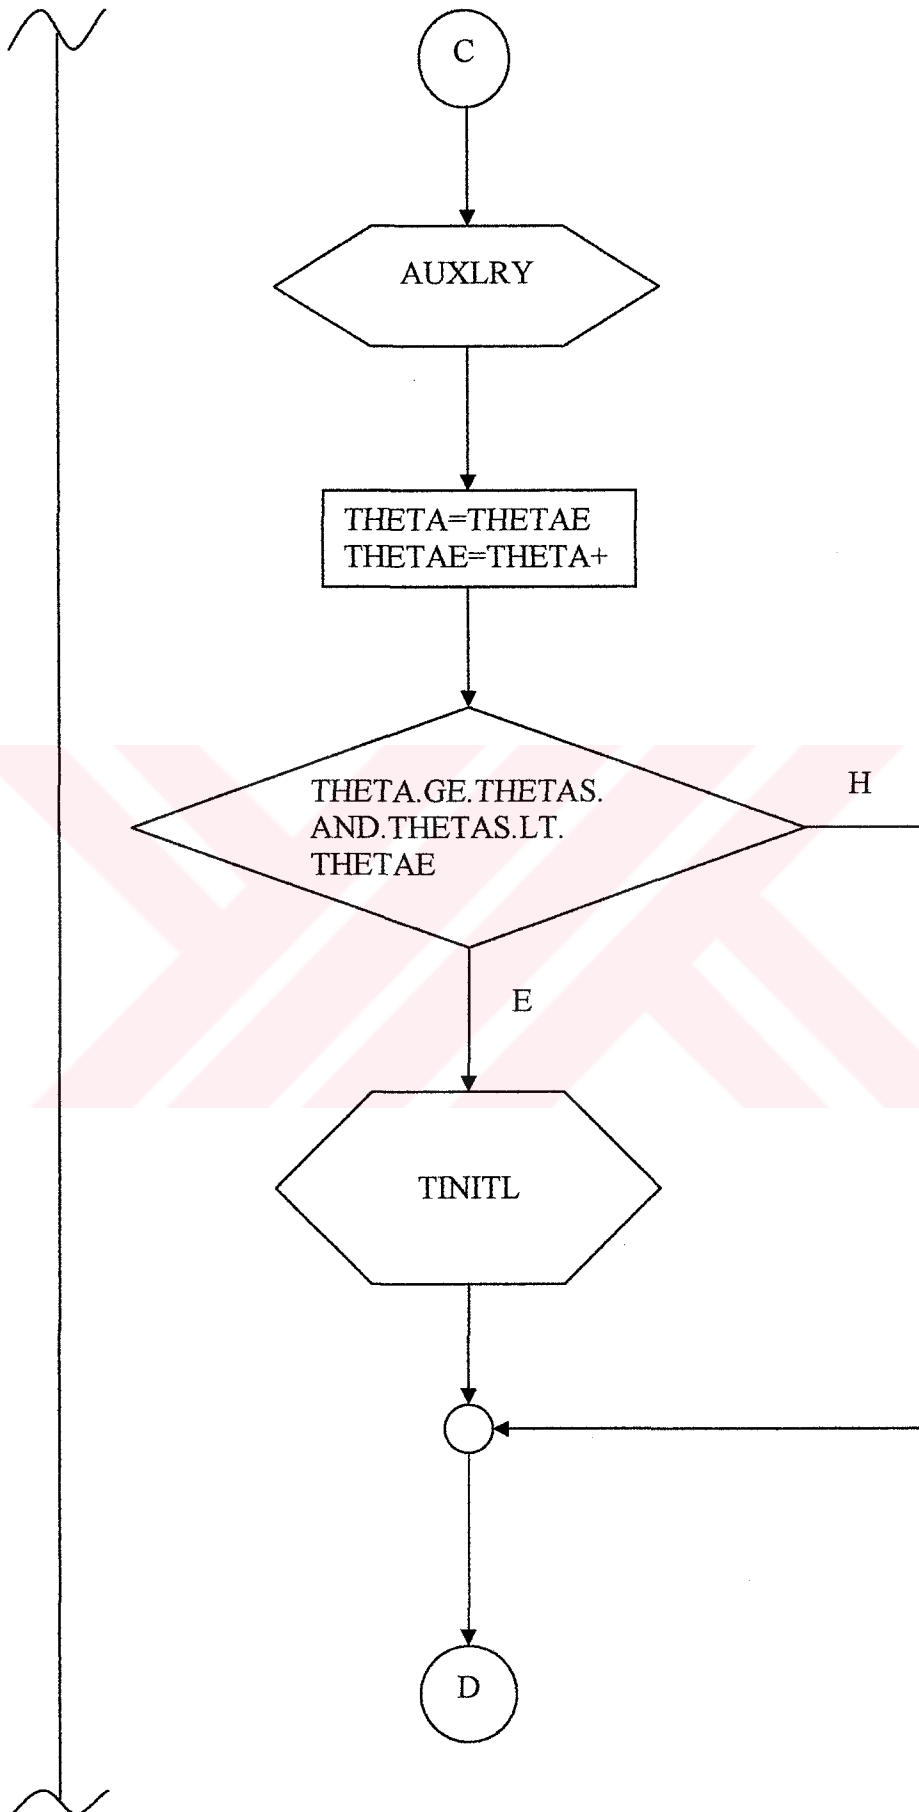 C
AUXLRY
THETA=THETAE
THETAE=THETA+
THETA.GE.THETAS.
AND.THETAS.LT.
THETAE
H
E
TINITL
D